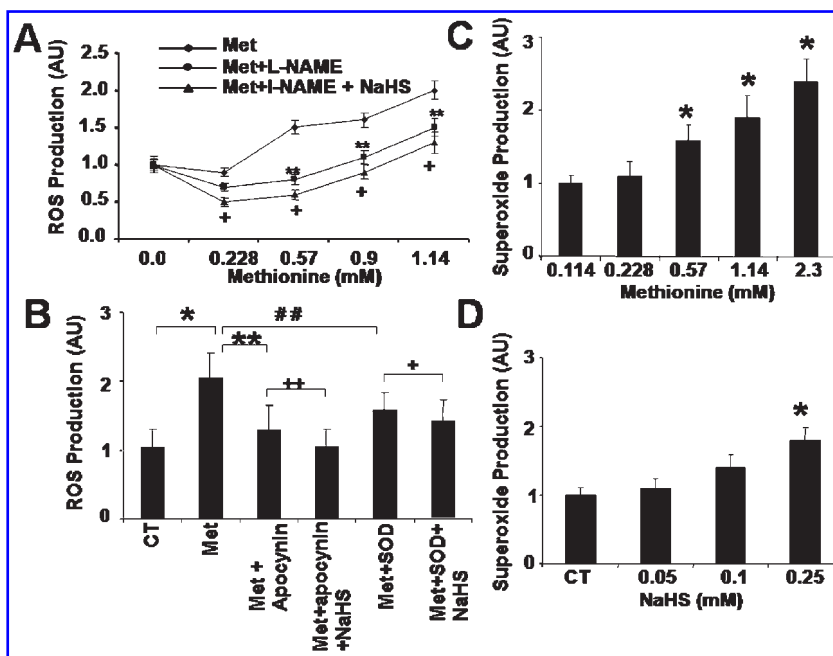 A
ROS Production (AU)
2.5
2.0
1.5
1.0
0.5
0.0
Met
Met+L-NAME
Met+l-NAME + NaHS
**
**
**
+
+
+
+
0.0 0.228 0.57 0.9 1.14
Methionine (mM)
B
ROS Production (AU)
3
2
1
0
*
**
##
++
+
CT
Met
Met +
Apocynin
Met+apocynin
+NaHS
Met+SOD
Met+SOD+
NaHS
C
Superoxide Production (AU)
3
2
1
0
*
*
*
0.114 0.228 0.57 1.14 2.3
Methionine (mM)
D
Superoxide Production (AU)
3
2
1
0
*
CT 0.05 0.1 0.25
NaHS (mM)